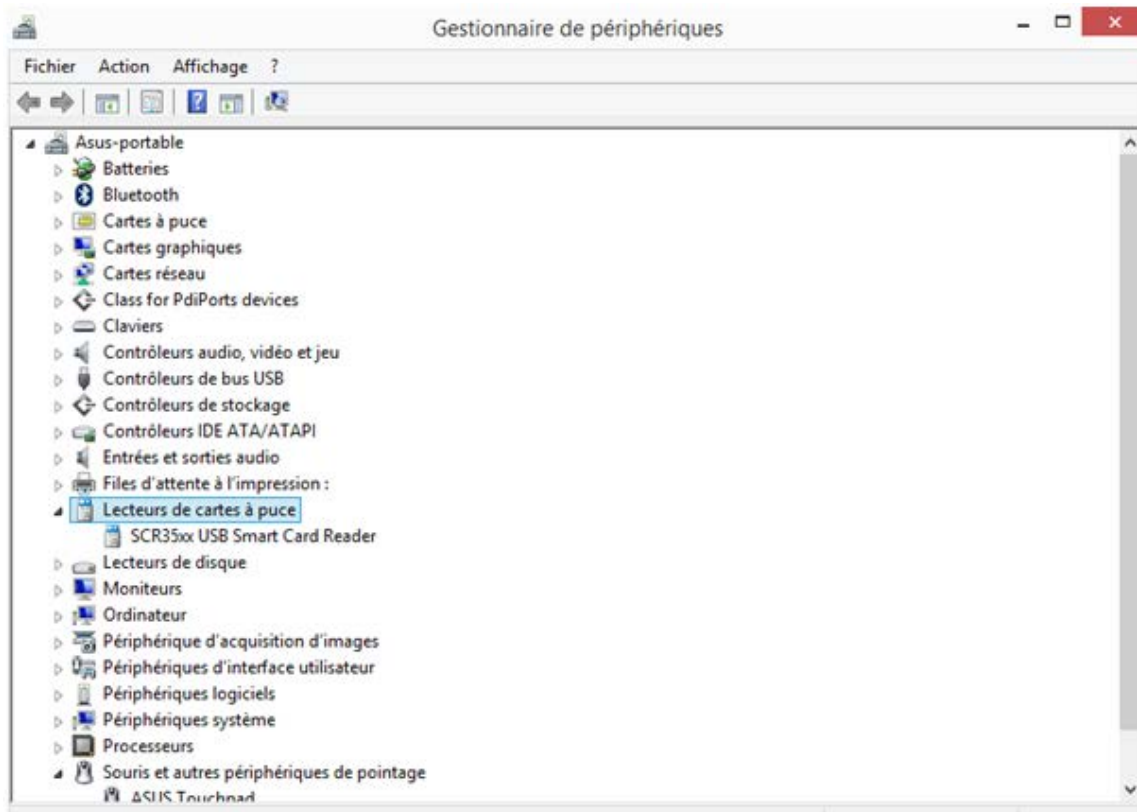 Gestionnaire de périphériques
Fichier Action Affichage ?
Asus-portable
Batteries
Bluetooth
Cartes à puce
Cartes graphiques
Cartes réseau
Class for PdiPorts devices
Claviers
Contrôleurs audio, vidéo et jeu
Contrôleurs de bus USB
Contrôleurs de stockage
Contrôleurs IDE ATA/ATAPI
Entrées et sorties audio
Files d'attente à l'impression :
Lecteurs de cartes à puce
SCR35xx USB Smart Card Reader
Lecteurs de disque
Moniteurs
Ordinateur
Périphérique d'acquisition d'images
Périphériques d'interface utilisateur
Périphériques logiciels
Périphériques système
Processeurs
Souris et autres périphériques de pointage
ASUS Touchpad